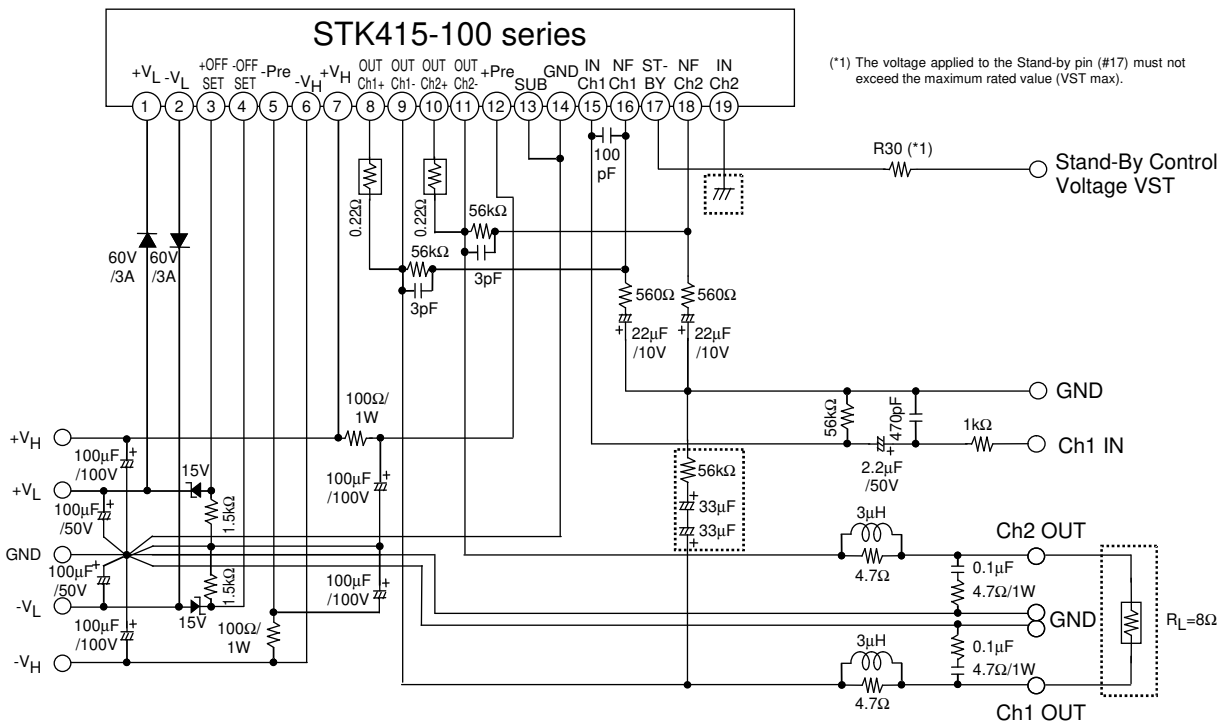 STK415-100 series
+VL -VL +OFF SET -OFF SET -Pre -VH +VH OUT Ch1+ OUT Ch1- OUT Ch2+ OUT Ch2- +Pre SUB GND IN Ch1 NF Ch1 ST-BY NF Ch2 IN Ch2
1 2 3 4 5 6 7 8 9 10 11 12 13 14 15 16 17 18 19
(*1) The voltage applied to the Stand-by pin (#17) must not
exceed the maximum rated value (VST max).
100
pF
R30 (*1)
Stand-By Control
Voltage VST
0.22Ω
0.22Ω
56kΩ
3pF
56kΩ
3pF
60V
/3A
60V
/3A
560Ω
560Ω
+
22µF
/10V
+
22µF
/10V
GND
100Ω/
1W
56kΩ
470pF
1kΩ
Ch1 IN
+
2.2µF
/50V
+VH
100µF
/100V
+
15V
100µF
/100V
+
+VL
100µF
/50V
+
1.5kΩ
56kΩ
+
33µF
33µF
+
GND
100µF
/50V
+
1.5kΩ
100µF
/100V
+
-VL
15V
100µF
/100V
+
100Ω/
1W
-VH
3µH
4.7Ω
Ch2 OUT
0.1µF
4.7Ω/1W
GND
RL=8Ω
0.1µF
4.7Ω/1W
3µH
4.7Ω
Ch1 OUT